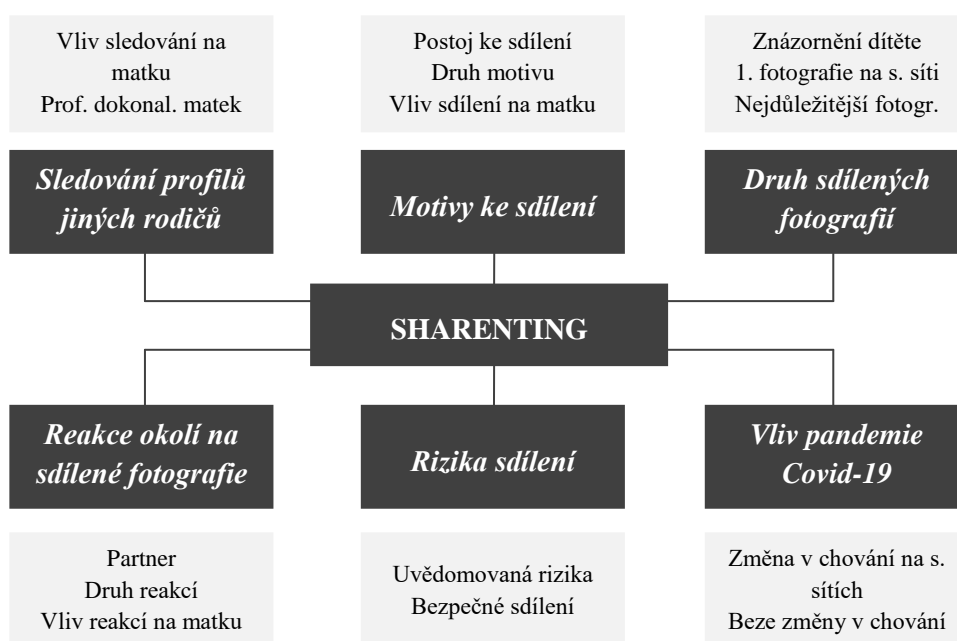 Vliv sledování na
matku
Prof. dokonal. matek
Postoj ke sdílení
Druh motivu
Vliv sdílení na matku
Znázornění dítěte
1. fotografie na s. síti
Nejdůležitější fotogr.
Sledování profilů
jiných rodičů
Motivy ke sdílení
Druh sdílených
fotografií
SHARENTING
Reakce okolí na
sdílené fotografie
Rizika sdílení
Vliv pandemie
Covid-19
Partner
Druh reakcí
Vliv reakcí na matku
Uvědomovaná rizika
Bezpečné sdílení
Změna v chování na s.
sítích
Beze změny v chování